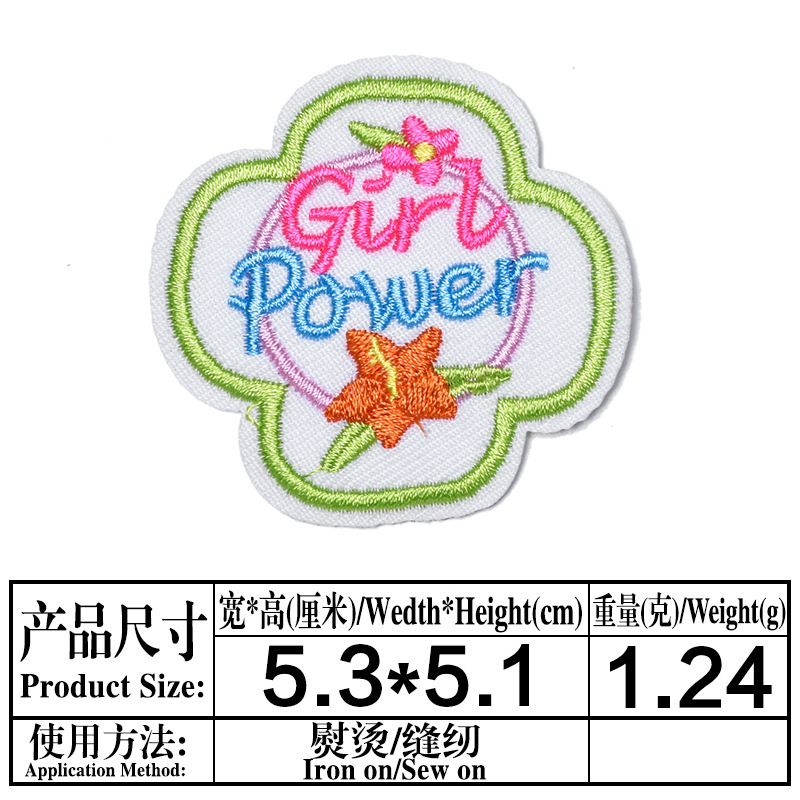 Girl
Power
产品尺寸
Product Size:
宽*高(厘米)/Wedth*Height(cm)
重量(克)/Weight(g)
5.3*5.1
1.24
使用方法:
Application Method:
熨烫/缝纫
Iron on/Sew on